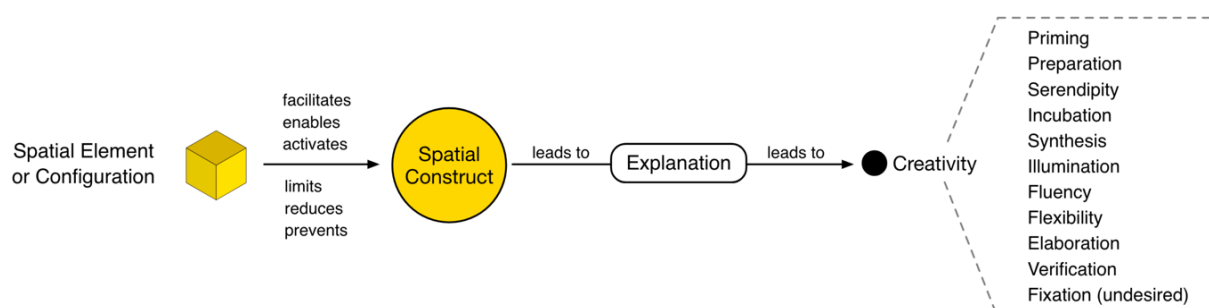 Spatial Element
or Configuration
facilitates
enables
activates
limits
reduces
prevents
Spatial
Construct
leads to
Explanation
leads to
Creativity
Priming
Preparation
Serendipity
Incubation
Synthesis
Illumination
Fluency
Flexibility
Elaboration
Verification
Fixation (undesired)